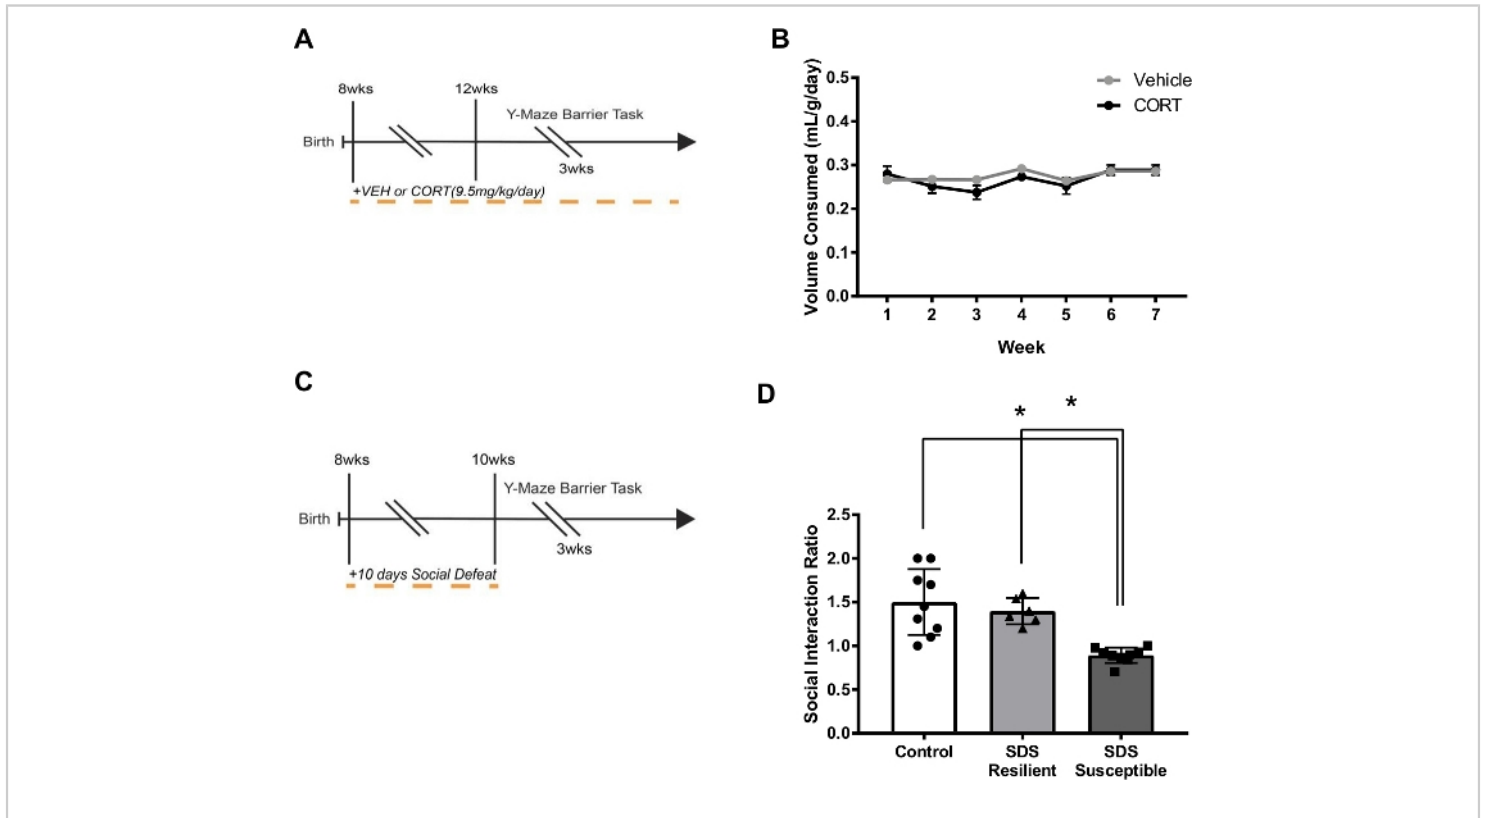 A
8wks
12wks
Y-Maze Barrier Task
Birth
3wks
+VEH or CORT(9.5mg/kg/day)
B
Volume Consumed (mL/g/day)
0.5
0.4
0.3
0.2
0.1
0.0
Vehicle
CORT
1 2 3 4 5 6 7
Week
C
8wks
10wks
Y-Maze Barrier Task
Birth
3wks
+10 days Social Defeat
D
*
*
Social Interaction Ratio
2.5
2.0
1.5
1.0
0.5
0.0
Control
SDS
Resilient
SDS
Susceptible